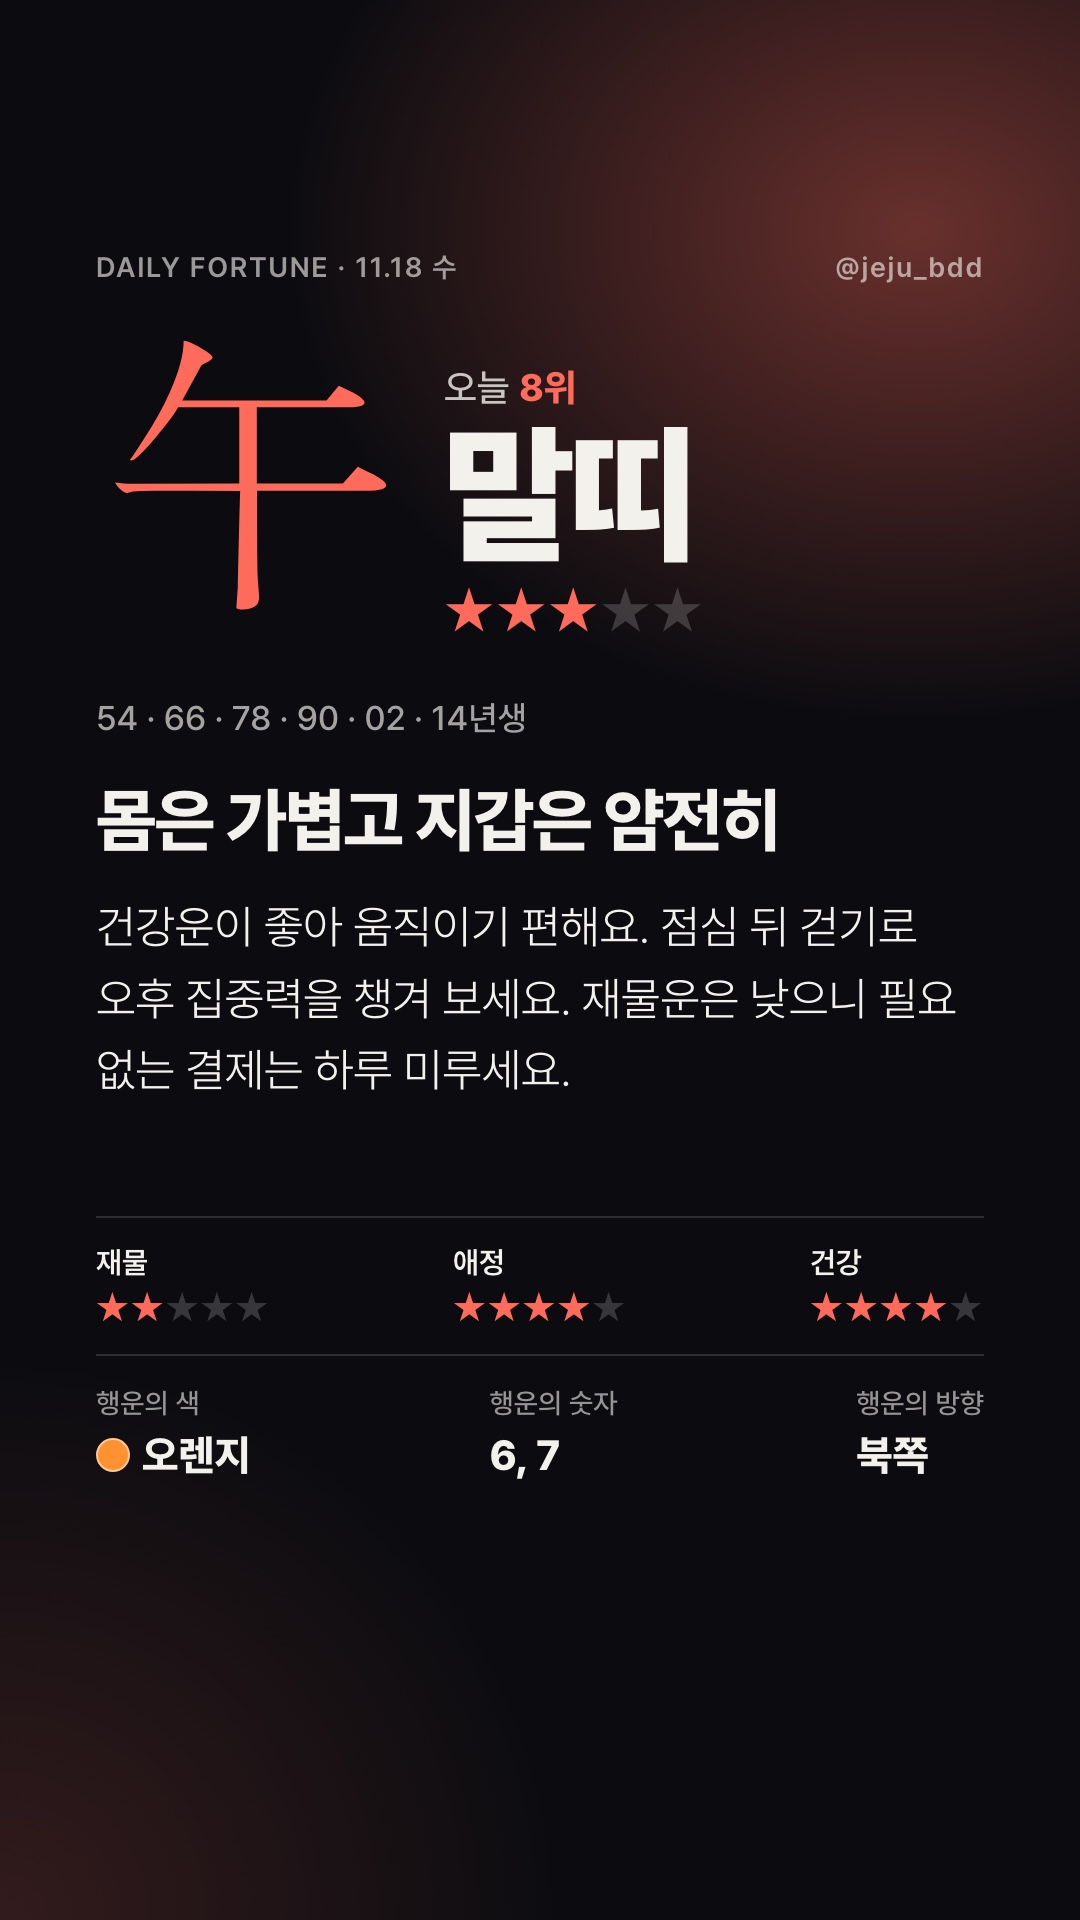 DAILY FORTUNE · 11.18 수
@jeju_bdd
午
오늘 8위
말띠
★★★★★
54 · 66 · 78 · 90 · 02 · 14년생
몸은 가볍고 지갑은 얌전히
건강운이 좋아 움직이기 편해요. 점심 뒤 걷기로
오후 집중력을 챙겨 보세요. 재물운은 낮으니 필요
없는 결제는 하루 미루세요.
재물 애정 건강
★★★★★ ★★★★★ ★★★★★
행운의 색 행운의 숫자 행운의 방향
오렌지 6, 7 북쪽